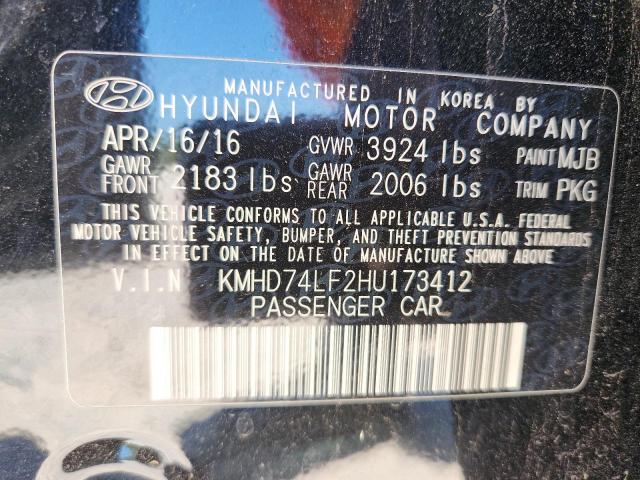 MANUFACTURED IN KOREA BY
HYUNDAI MOTOR COMPANY
APR/16/16 GVWR 3924 lbs PAINT MJB
GAWR FRONT 2183 lbs GAWR REAR 2006 lbs TRIM PKG
THIS VEHICLE CONFORMS TO ALL APPLICABLE U.S.A. FEDERAL
MOTOR VEHICLE SAFETY, BUMPER, AND THEFT PREVENTION STANDARDS
IN EFFECT ON THE DATE OF MANUFACTURE SHOWN ABOVE
V.I.N KMHD74LF2HU173412
PASSENGER CAR